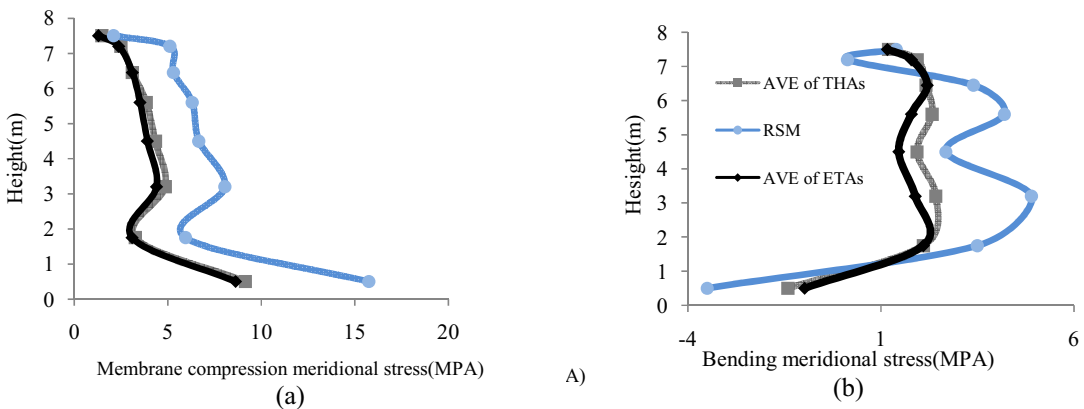 8
7
6
5
4
3
2
1
0
Height(m)
0 5 10 15 20
Membrane compression meridional stress(MPA)
(a)
A)
8
7
6
5
4
3
2
1
0
Hesight(m)
AVE of THAs
RSM
AVE of ETAs
-4 1 6
Bending meridional stress(MPA)
(b)